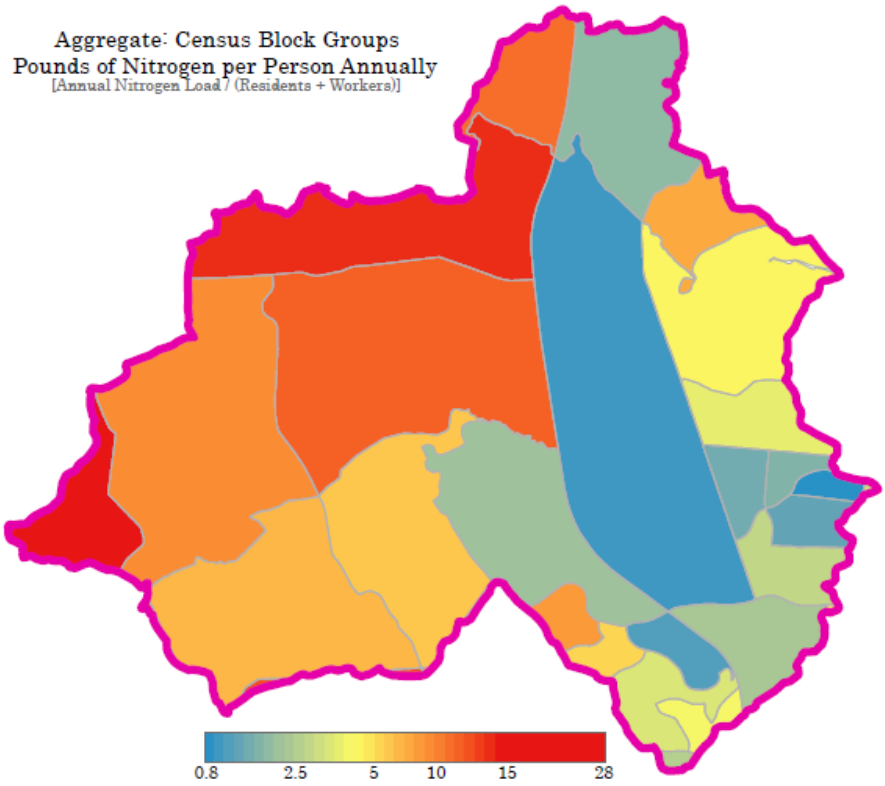 Aggregate: Census Block Groups
Pounds of Nitrogen per Person Annually
[Annual Nitrogen Load / (Residents + Workers)]
0.8 2.5 5 10 15 28